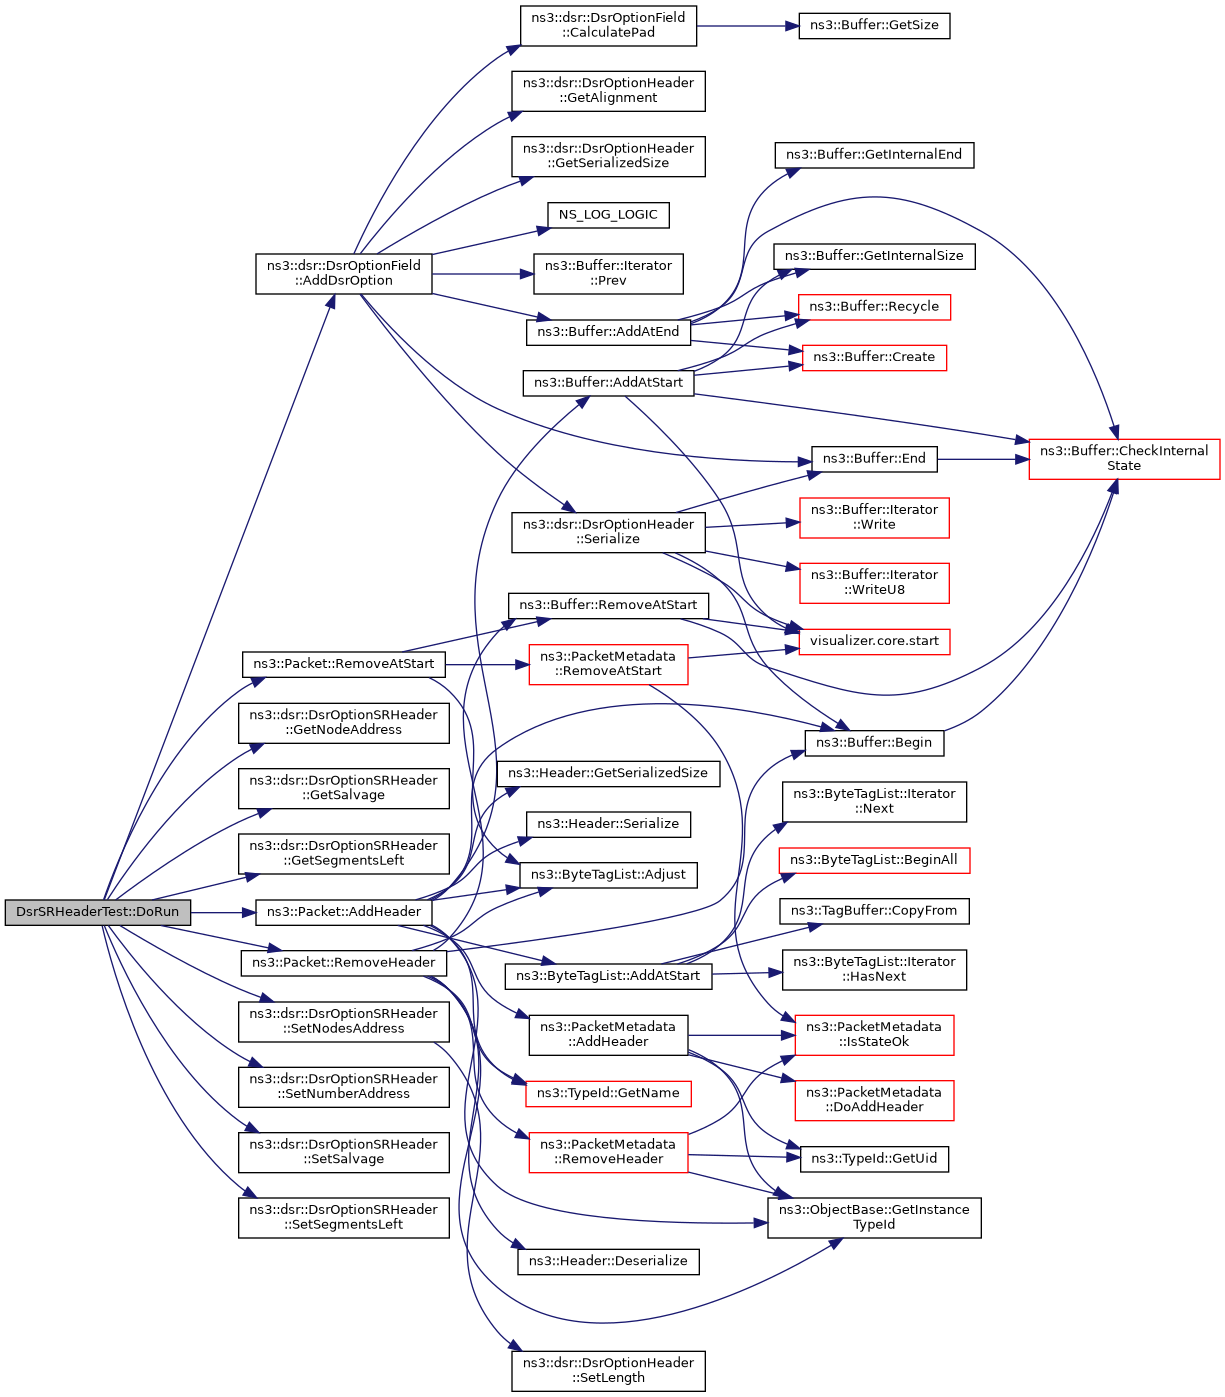 ns3::dsr::DsrOptionField
::CalculatePad
ns3::Buffer::GetSize
ns3::dsr::DsrOptionHeader
::GetAlignment
ns3::dsr::DsrOptionHeader
::GetSerializedSize
ns3::Buffer::GetInternalEnd
NS_LOG_LOGIC
ns3::dsr::DsrOptionField
::AddDsrOption
ns3::Buffer::Iterator
::Prev
ns3::Buffer::GetInternalSize
ns3::Buffer::Recycle
ns3::Buffer::AddAtEnd
ns3::Buffer::Create
ns3::Buffer::AddAtStart
ns3::Buffer::End
ns3::Buffer::CheckInternal
State
ns3::dsr::DsrOptionHeader
::Serialize
ns3::Buffer::Iterator
::Write
ns3::Buffer::Iterator
::WriteU8
ns3::Buffer::RemoveAtStart
visualizer.core.start
ns3::Packet::RemoveAtStart
ns3::PacketMetadata
::RemoveAtStart
ns3::dsr::DsrOptionSRHeader
::GetNodeAddress
ns3::Buffer::Begin
ns3::Header::GetSerializedSize
ns3::dsr::DsrOptionSRHeader
::GetSalvage
ns3::ByteTagList::Iterator
::Next
ns3::Header::Serialize
ns3::dsr::DsrOptionSRHeader
::GetSegmentsLeft
ns3::ByteTagList::BeginAll
ns3::ByteTagList::Adjust
DsrSRHeaderTest::DoRun
ns3::Packet::AddHeader
ns3::TagBuffer::CopyFrom
ns3::Packet::RemoveHeader
ns3::ByteTagList::AddAtStart
ns3::ByteTagList::Iterator
::HasNext
ns3::dsr::DsrOptionSRHeader
::SetNodesAddress
ns3::PacketMetadata
::AddHeader
ns3::PacketMetadata
::IsStateOk
ns3::dsr::DsrOptionSRHeader
::SetNumberAddress
ns3::TypeId::GetName
ns3::PacketMetadata
::DoAddHeader
ns3::dsr::DsrOptionSRHeader
::SetSalvage
ns3::PacketMetadata
::RemoveHeader
ns3::TypeId::GetUid
ns3::dsr::DsrOptionSRHeader
::SetSegmentsLeft
ns3::ObjectBase::GetInstance
TypeId
ns3::Header::Deserialize
ns3::dsr::DsrOptionHeader
::SetLength